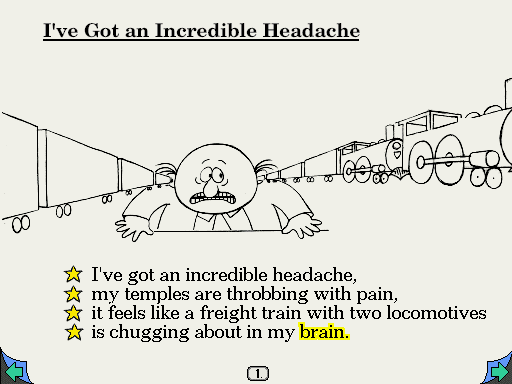 I've Got an Incredible Headache
I've got an incredible headache,
my temples are throbbing with pain,
it feels like a freight train with two locomotives
is chugging about in my brain.
1.